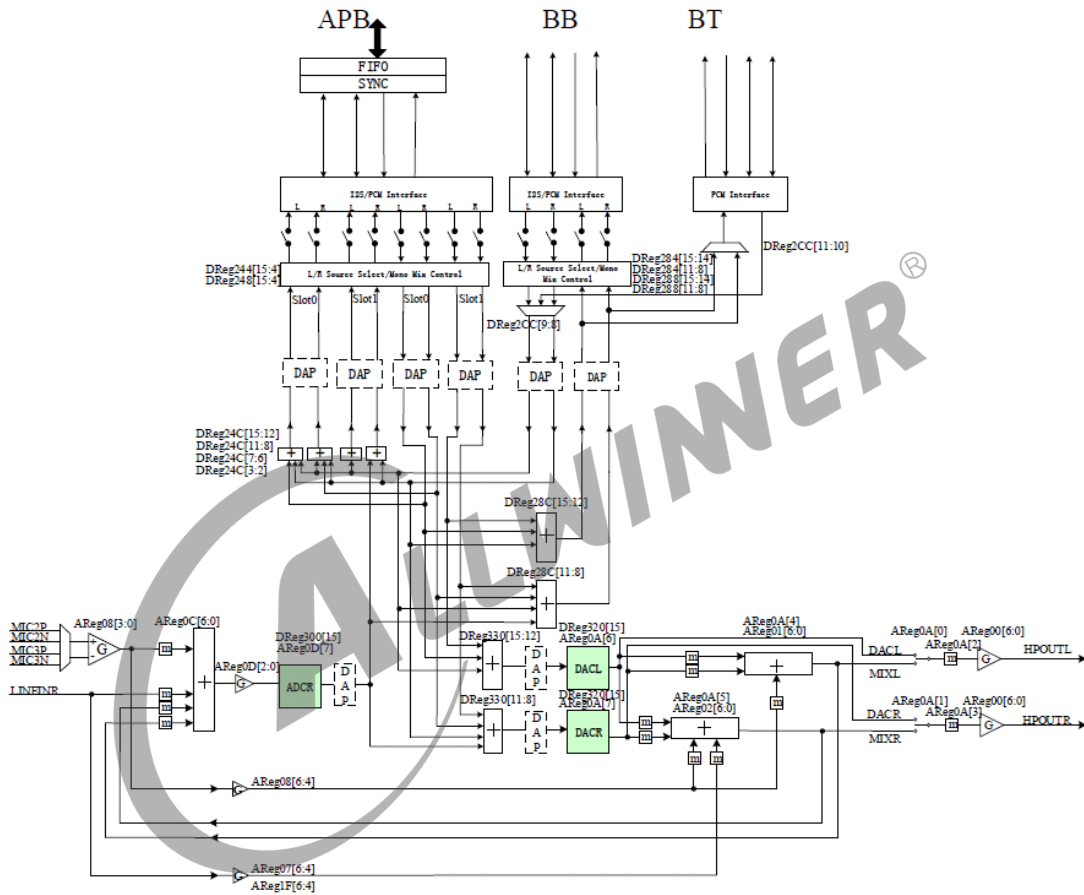 APB
BB
BT
FIFO
SYNC
I2S/PCM Interface
L R L R L R L R
I2S/PCM Interface
L R L R
PCM Interface
DReg2CC[11:10]
DReg244[15:4]
DReg248[15:4]
L/R Source Select/Mono Mix Control
L/R Source Select/Mono
Mix Control
DReg284[15:14]
DReg284[11:8]
DReg288[15:14]
DReg288[11:8]
Slot0
Slot1
Slot0
Slot1
DReg2CC[9:8]
DAP
DAP
DAP
DAP
DAP
DAP
DReg24C[15:12]
DReg24C[11:8]
DReg24C[7:6]
DReg24C[3:2]
+ + + +
DReg28C[15:12]
+
DReg28C[11:8]
+
ALLWINNER®
MIC2P
MIC2N
MIC3P
MIC3N
AReg08[3:0]
+
-
G
m
AReg0C[6:0]
+
AReg0D[2:0]
G
DReg300[15]
AReg0D[7]
ADCR
DAP
LINEINR
m
m
m
DReg330[15:12]
+
DAP
DReg320[15]
AReg0A[6]
DACL
DReg330[11:8]
+
DAP
DReg320[15]
AReg0A[7]
DACR
AReg0A[4]
AReg01[6:0]
m
m
+
m
AReg0A[5]
AReg02[6:0]
m
m
+
m
m
AReg0A[0]
DACL
MIXL
AReg0A[2]
m
AReg00[6:0]
G
HPOUTL
AReg0A[1]
DACR
MIXR
AReg0A[3]
m
AReg00[6:0]
G
HPOUTR
G
AReg08[6:4]
G
AReg07[6:4]
AReg1F[6:4]